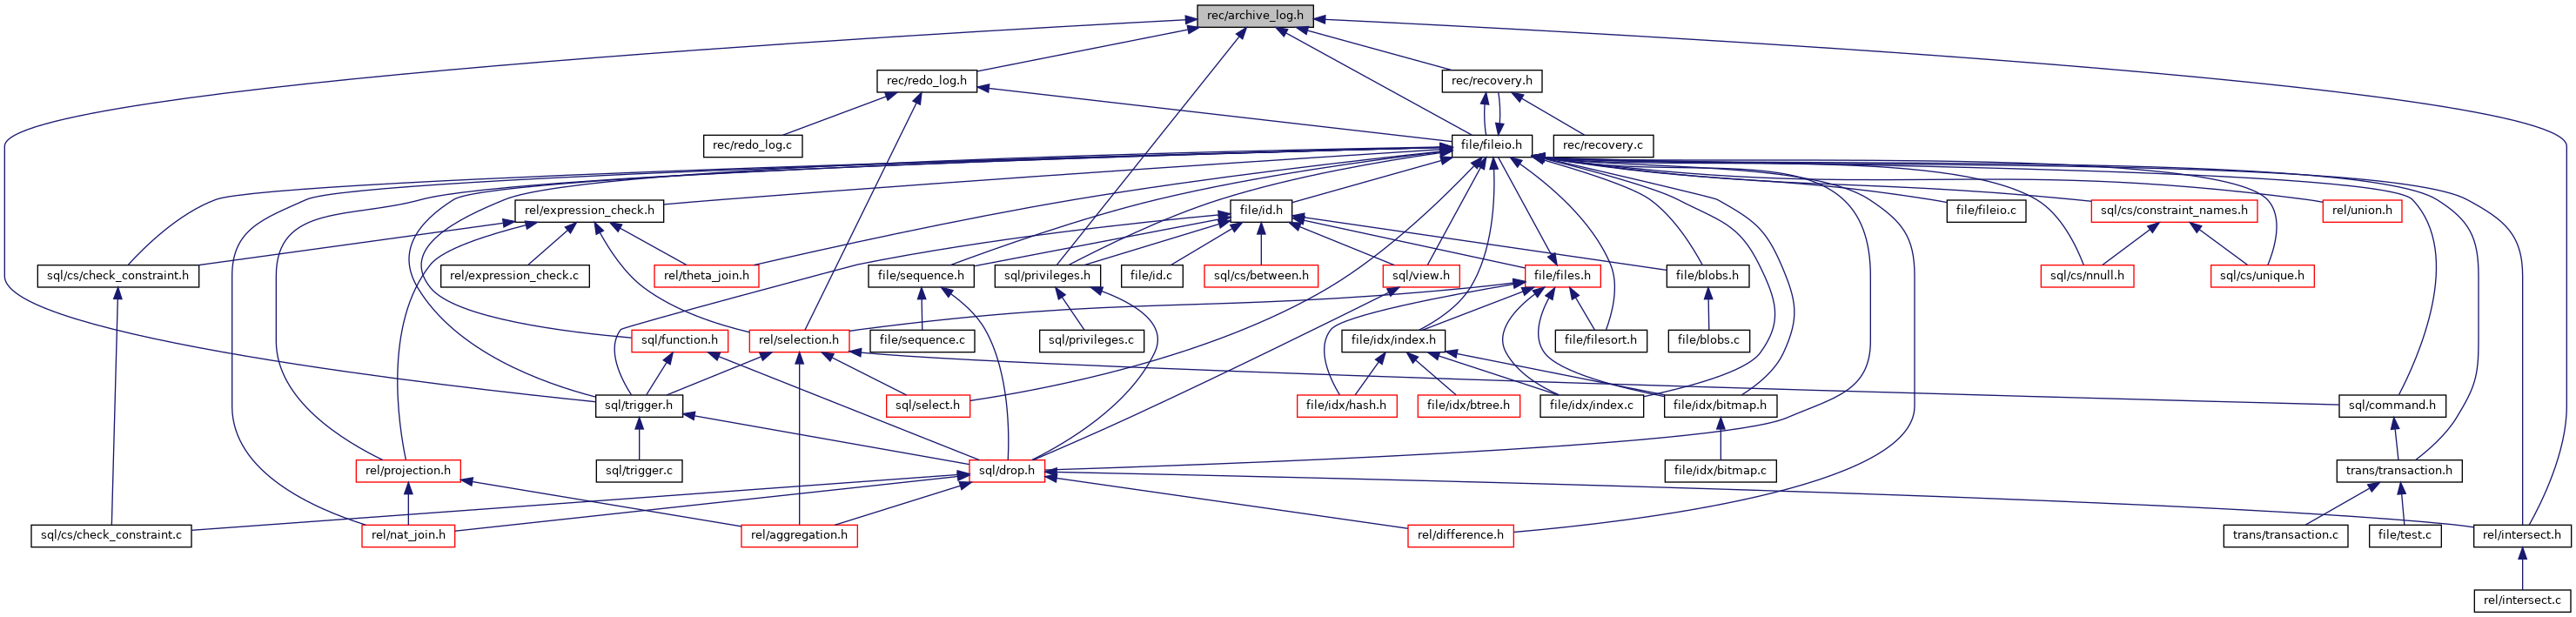 rec/archive_log.h
rec/redo_log.h
rec/recovery.h
rec/redo_log.c
file/fileio.h
rec/recovery.c
rel/expression_check.h
file/id.h
file/fileio.c
sql/cs/constraint_names.h
rel/union.h
sql/cs/check_constraint.h
rel/expression_check.c
rel/theta_join.h
file/sequence.h
sql/privileges.h
file/id.c
sql/cs/between.h
sql/view.h
file/files.h
file/blobs.h
sql/cs/nnull.h
sql/cs/unique.h
sql/function.h
rel/selection.h
file/sequence.c
sql/privileges.c
file/idx/index.h
file/filesort.h
file/blobs.c
sql/trigger.h
sql/select.h
file/idx/hash.h
file/idx/btree.h
file/idx/index.c
file/idx/bitmap.h
sql/command.h
rel/projection.h
sql/trigger.c
sql/drop.h
file/idx/bitmap.c
trans/transaction.h
sql/cs/check_constraint.c
rel/nat_join.h
rel/aggregation.h
rel/difference.h
trans/transaction.c
file/test.c
rel/intersect.h
rel/intersect.c